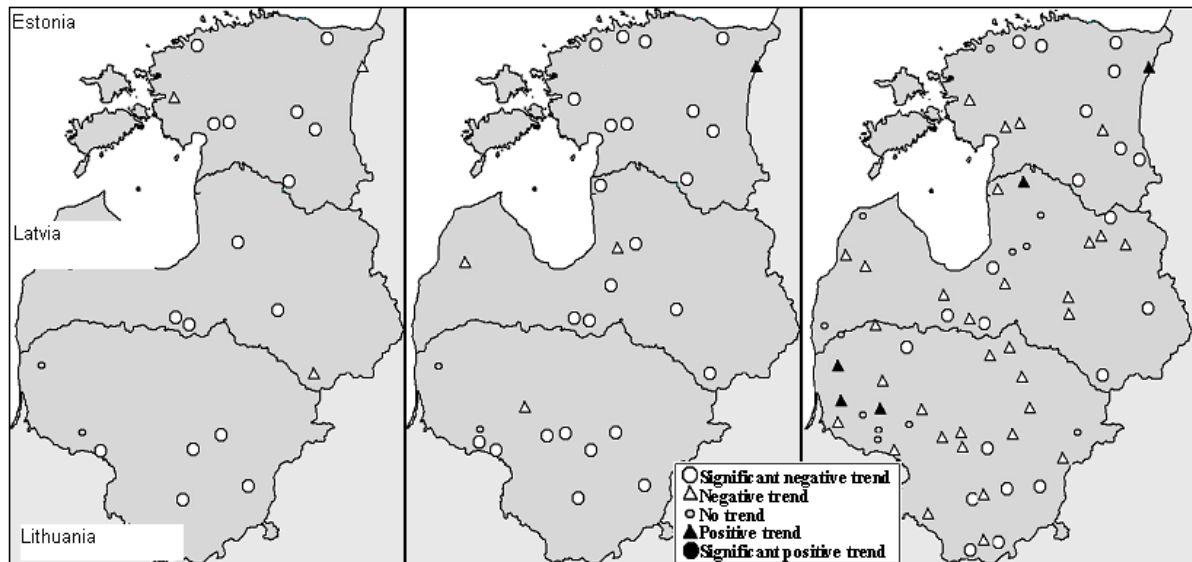 Estonia
Latvia
Lithuania
Significant negative trend
Negative trend
No trend
Positive trend
Significant positive trend